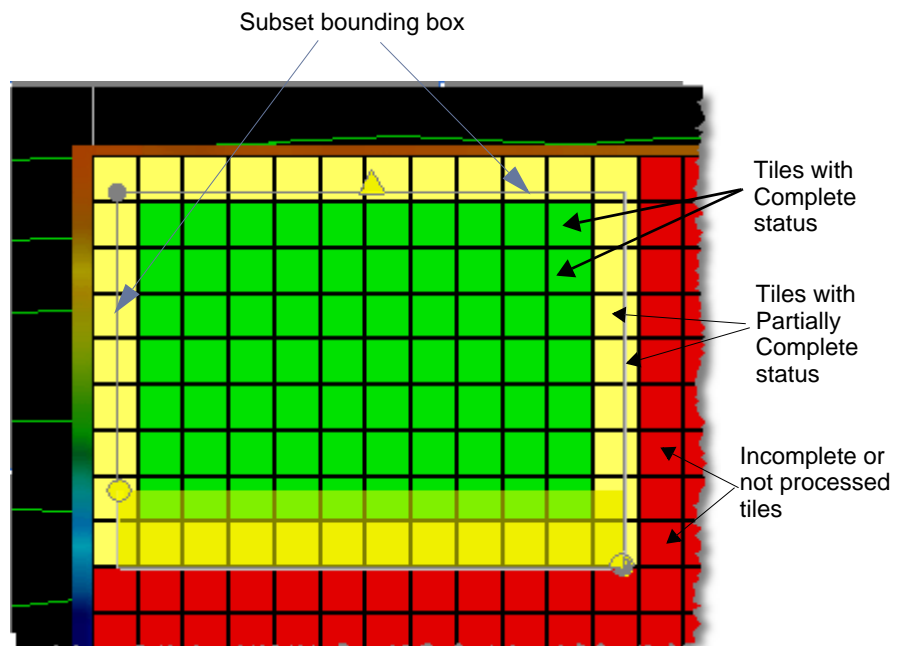 Subset bounding box
Tiles with
Complete
status
Tiles with
Partially
Complete
status
Incomplete or
not processed
tiles